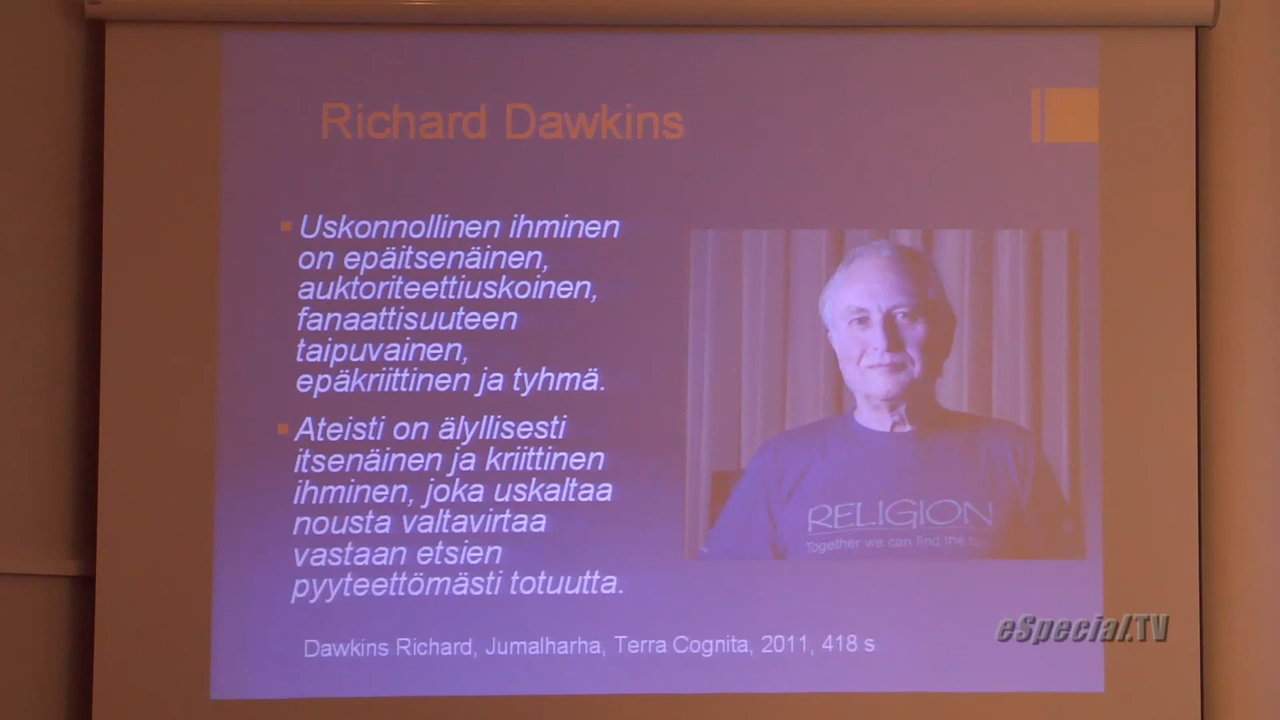 Richard Dawkins
Uskonnollinen ihminen
on epäitsenäinen,
auktoriteettiuskoinen,
fanaattisuuteen
taipuvainen,
epäkriittinen ja tyhmä.
Ateisti on älyllisesti
itsenäinen ja kriittinen
ihminen, joka uskaltaa
nousta valtavirtaa
vastaan etsien
pyyteettömästi totuutta.
RELIGION
Together we can find the
Dawkins Richard, Jumalharha, Terra Cognita, 2011, 418 s
eSpecial.TV